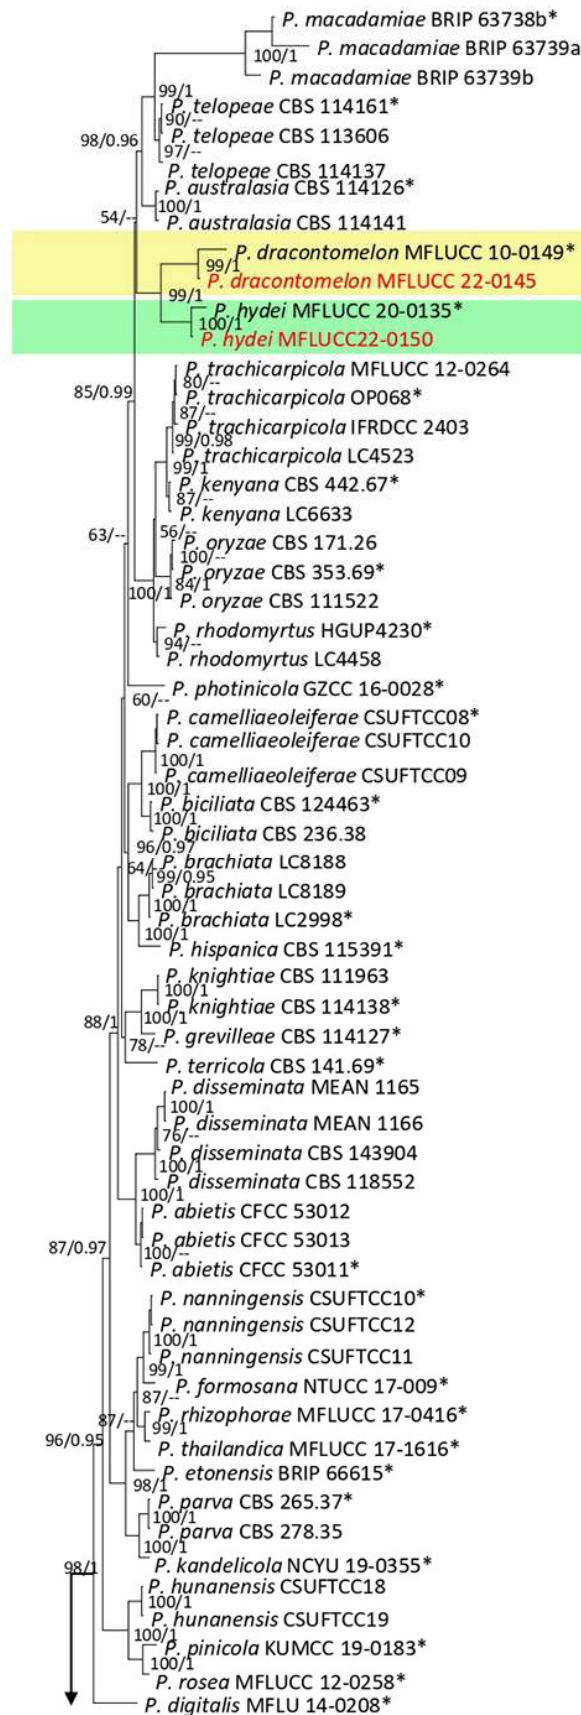 P. macadamiae BRIP 63738b*
P. macadamiae BRIP 63739a
100/1
P. macadamiae BRIP 63739b
99/1
P. telopeae CBS 114161*
90/--
P. telopeae CBS 113606
98/0.96
97/--
P. telopeae CBS 114137
P. australasia CBS 114126*
100/1
54/--
P. australasia CBS 114141
P. dracontomelon MFLUCC 10-0149*
99/1
P. dracontomelon MFLUCC 22-0145
99/1
P. hydei MFLUCC 20-0135*
100/1
P. hydei MFLUCC22-0150
P. trachicarpicola MFLUCC 12-0264
80/--
85/0.99
P. trachicarpicola OP068*
87/--
P. trachicarpicola IFRDCC 2403
99/0.98
P. trachicarpicola LC4523
99/1
P. kenyana CBS 442.67*
87/--
P. kenyana LC6633
56/--
63/--
P. oryzae CBS 171.26
100/--
P. oryzae CBS 353.69*
84/1
100/1
P. oryzae CBS 111522
P. rhodomyrtus HGUP4230*
94/--
P. rhodomyrtus LC4458
P. photinicola GZCC 16-0028*
60/--
P. camelliaeoleiferae CSUFTCC08*
P. camelliaeoleiferae CSUFTCC10
100/1
P. camelliaeoleiferae CSUFTCC09
100/1
P. biciliata CBS 124463*
100/1
P. biciliata CBS 236.38
96/0.97
P. brachiata LC8188
64/--
99/0.95
P. brachiata LC8189
100/1
P. brachiata LC2998*
100/1
P. hispanica CBS 115391*
P. knightiae CBS 111963
100/1
P. knightiae CBS 114138*
100/1
88/1
P. grevilleae CBS 114127*
78/--
P. terricola CBS 141.69*
P. disseminata MEAN 1165
100/1
P. disseminata MEAN 1166
76/--
P. disseminata CBS 143904
100/1
P. disseminata CBS 118552
100/1
P. abietis CFCC 53012
P. abietis CFCC 53013
87/0.97
100/--
P. abietis CFCC 53011*
P. nanningensis CSUFTCC10*
P. nanningensis CSUFTCC12
100/1
P. nanningensis CSUFTCC11
99/1
P. formosana NTUCC 17-009*
87/--
P. rhizophorae MFLUCC 17-0416*
87/--
99/1
96/0.95
P. thailandica MFLUCC 17-1616*
P. etonensis BRIP 66615*
98/1
P. parva CBS 265.37*
100/1
P. parva CBS 278.35
100/1
P. kandelicola NCYU 19-0355*
98/1
P. hunanensis CSUFTCC18
100/1
P. hunanensis CSUFTCC19
100/1
P. pinicola KUMCC 19-0183*
100/1
P. rosea MFLUCC 12-0258*
P. digitalis MFLU 14-0208*